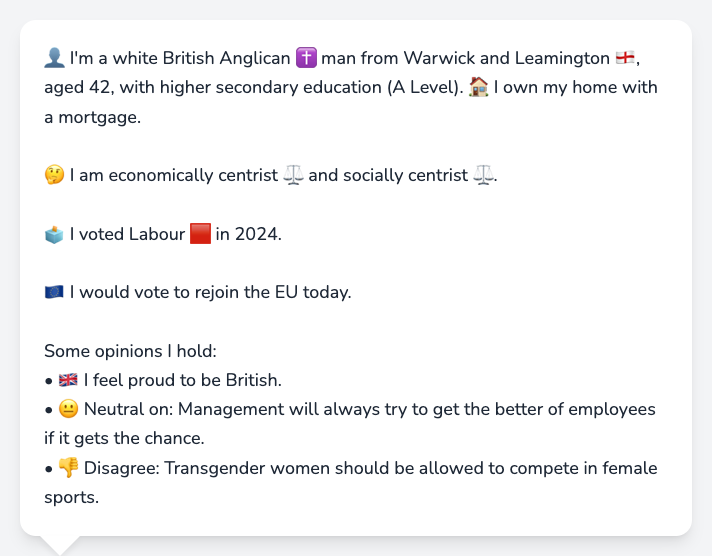 👤 I'm a white British Anglican ✝️ man from Warwick and Leamington 🏴󠁧󠁢󠁥󠁮󠁧󠁿,
aged 42, with higher secondary education (A Level). 🏠 I own my home with
a mortgage.
🤔 I am economically centrist ⚖️ and socially centrist ⚖️.
🗳️ I voted Labour 🟥 in 2024.
🇪🇺 I would vote to rejoin the EU today.
Some opinions I hold:
• 🇬🇧 I feel proud to be British.
• 😐 Neutral on: Management will always try to get the better of employees
if it gets the chance.
• 👎 Disagree: Transgender women should be allowed to compete in female
sports.